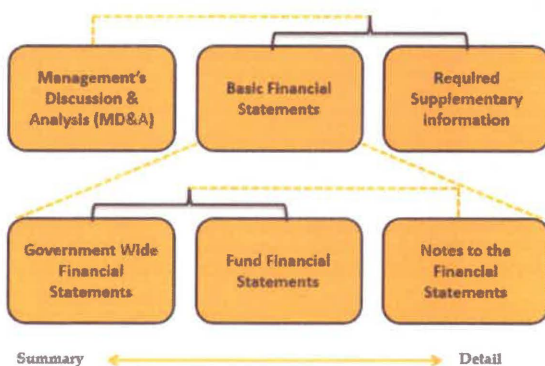 Management's
Discussion &
Analysis (MD&A)
Basic Financial
Statements
Required
Supplementary
Information
Government Wide
Financial
Statements
Fund Financial
Statements
Notes to the
Financial
Statements
Summary
Detail